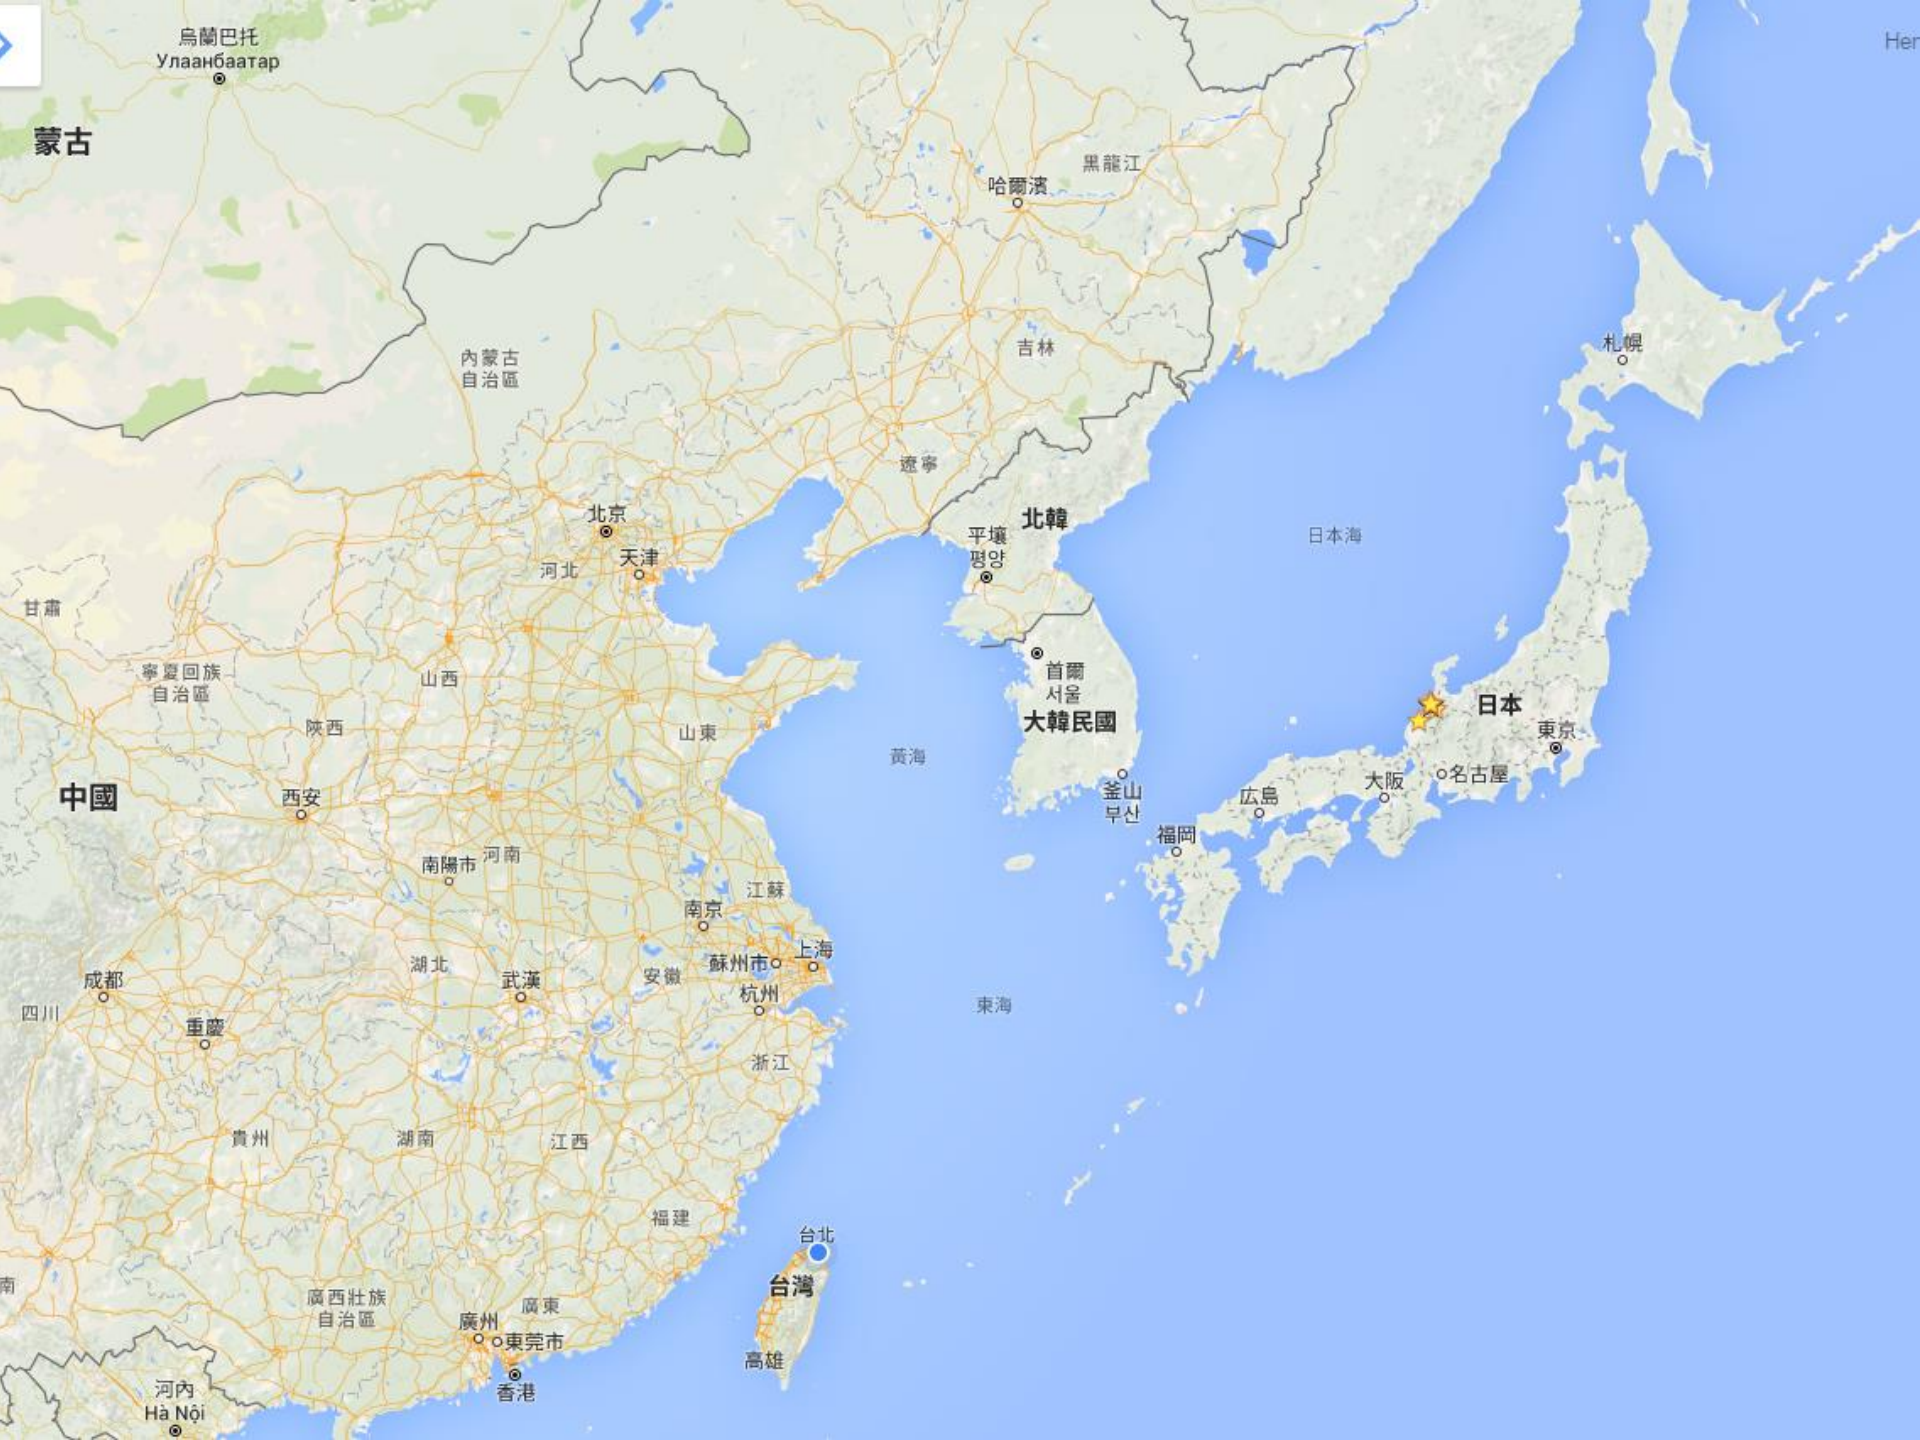 烏蘭巴托
Улаанбаатар
Her
蒙古
黑龍江
哈爾濱
札幌
吉林
內蒙古
自治區
遼寧
北京
北韓
平壤
평양
日本海
天津
河北
甘肅
首爾
서울
寧夏回族
自治區
山西
大韓民國
日本
東京
陝西
山東
黃海
名古屋
大阪
中國
西安
広島
釜山
부산
福岡
南陽市
河南
江蘇
南京
上海
蘇州市
湖北
安徽
成都
武漢
杭州
四川
東海
重慶
浙江
貴州
湖南
江西
福建
台北
南
台灣
廣西壯族
自治區
廣東
廣州
東莞市
高雄
河內
Hà Nội
香港